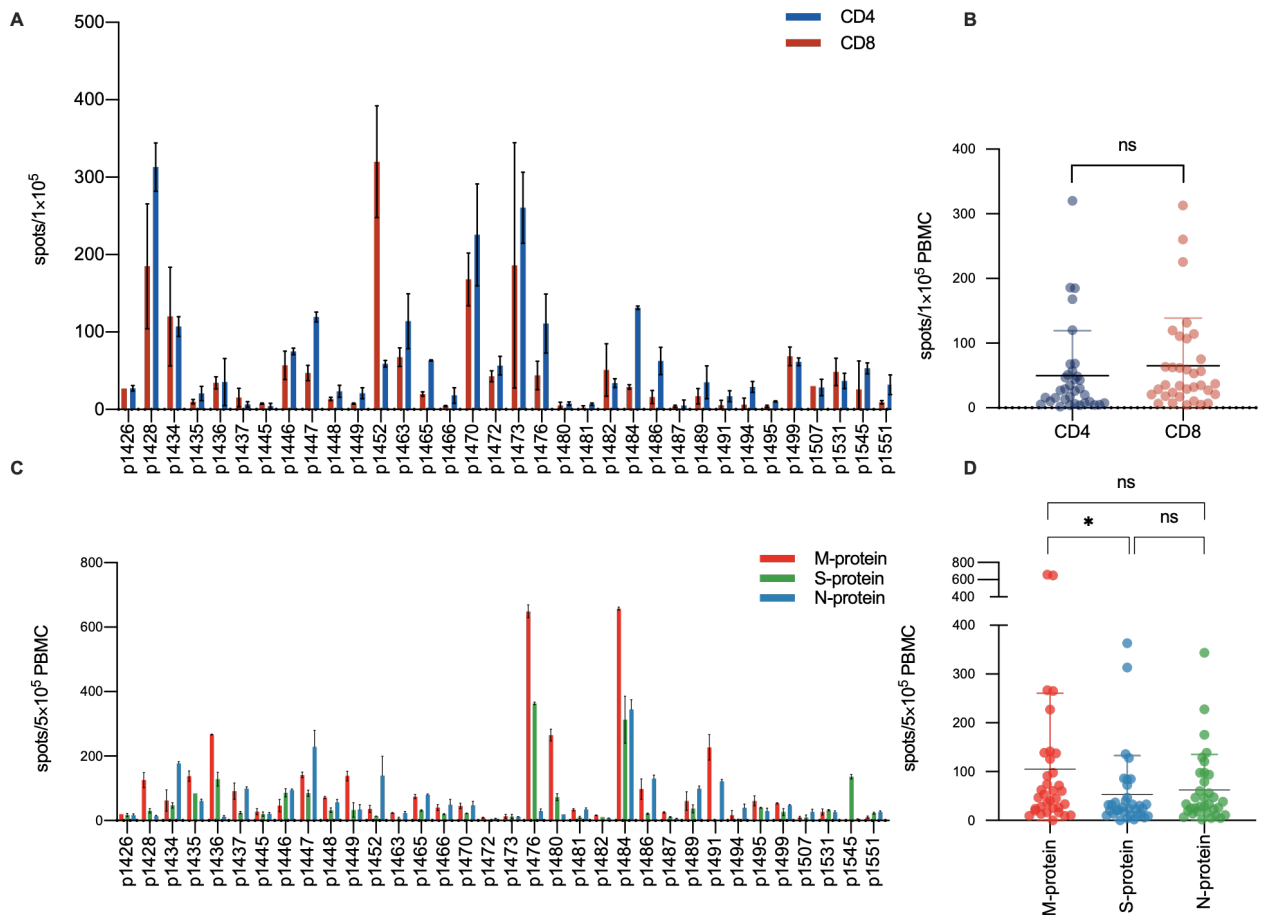 A
500
400
300
200
100
0
spots/1×10⁵
CD4
CD8
p1426
p1428
p1434
p1435
p1436
p1437
p1445
p1446
p1447
p1448
p1449
p1452
p1463
p1465
p1466
p1470
p1472
p1473
p1476
p1480
p1481
p1482
p1484
p1486
p1487
p1489
p1491
p1494
p1495
p1499
p1507
p1531
p1545
p1551
B
ns
400
300
200
100
0
spots/1×10⁵ PBMC
CD4
CD8
C
800
600
400
200
0
spots/5×10⁵ PBMC
M-protein
S-protein
N-protein
p1426
p1428
p1434
p1435
p1436
p1437
p1445
p1446
p1447
p1448
p1449
p1452
p1463
p1465
p1466
p1470
p1472
p1473
p1476
p1480
p1481
p1482
p1484
p1486
p1487
p1489
p1491
p1494
p1495
p1499
p1507
p1531
p1545
p1551
D
ns
*
ns
800
600
400
400
300
200
100
0
spots/5×10⁵ PBMC
M-protein
S-protein
N-protein